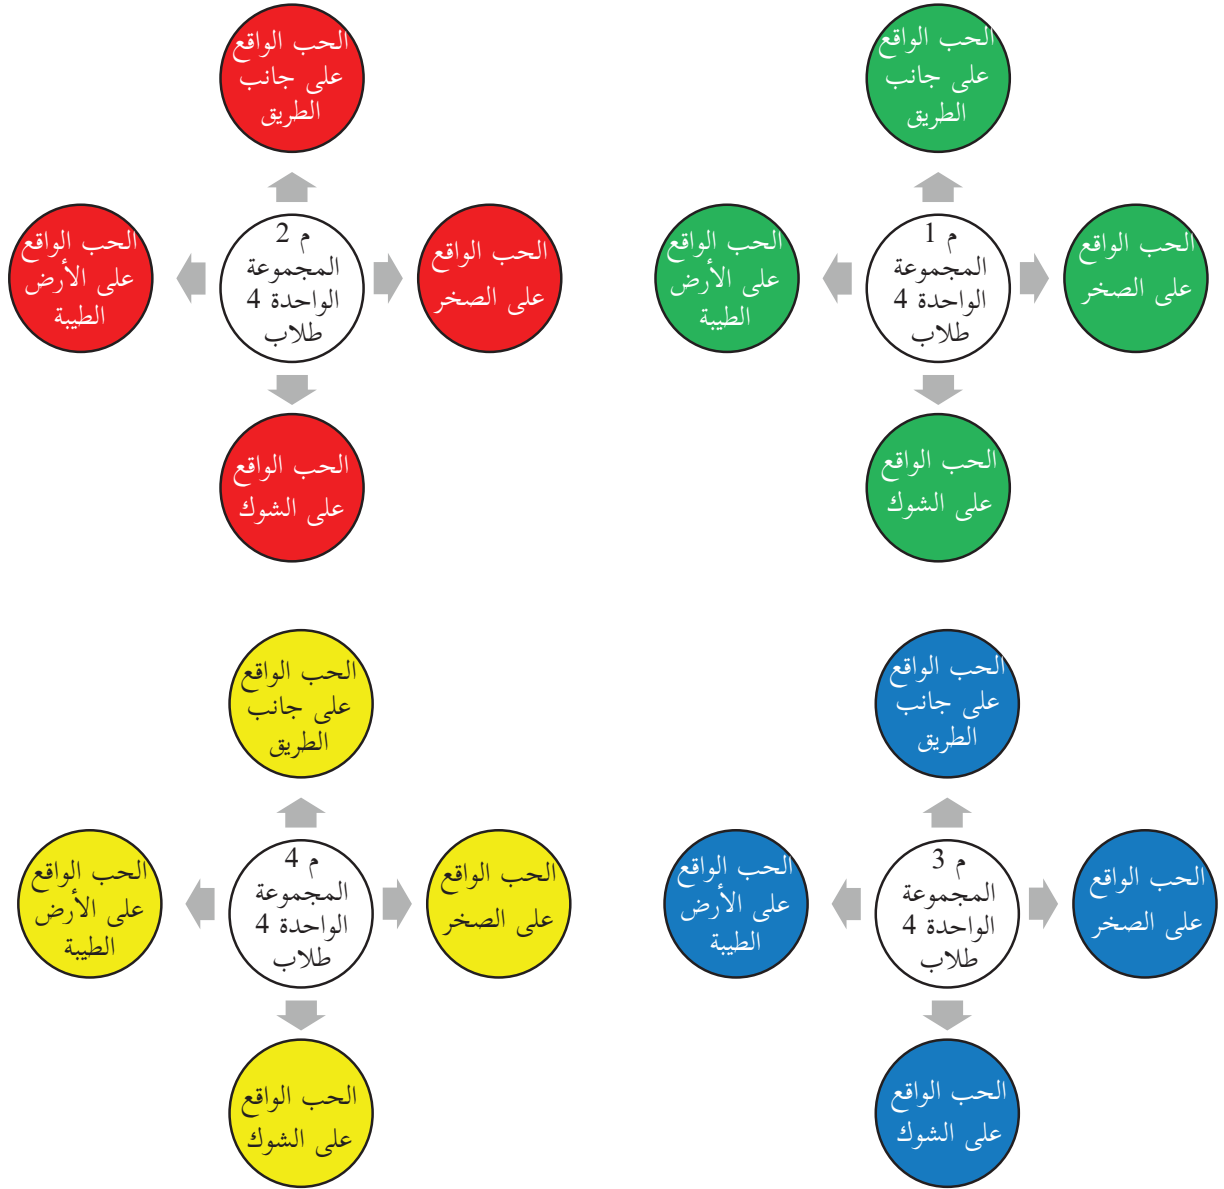 الحب الواقع
على جانب
الطريق
الحب الواقع
على الصخر
م 1
المجموعة
الواحدة 4
طلاب
الحب الواقع
على الأرض
الطيبة
الحب الواقع
على الشوك
الحب الواقع
على جانب
الطريق
الحب الواقع
على الصخر
م 2
المجموعة
الواحدة 4
طلاب
الحب الواقع
على الأرض
الطيبة
الحب الواقع
على الشوك
الحب الواقع
على جانب
الطريق
الحب الواقع
على الصخر
م 3
المجموعة
الواحدة 4
طلاب
الحب الواقع
على الأرض
الطيبة
الحب الواقع
على الشوك
الحب الواقع
على جانب
الطريق
الحب الواقع
على الصخر
م 4
المجموعة
الواحدة 4
طلاب
الحب الواقع
على الأرض
الطيبة
الحب الواقع
على الشوك